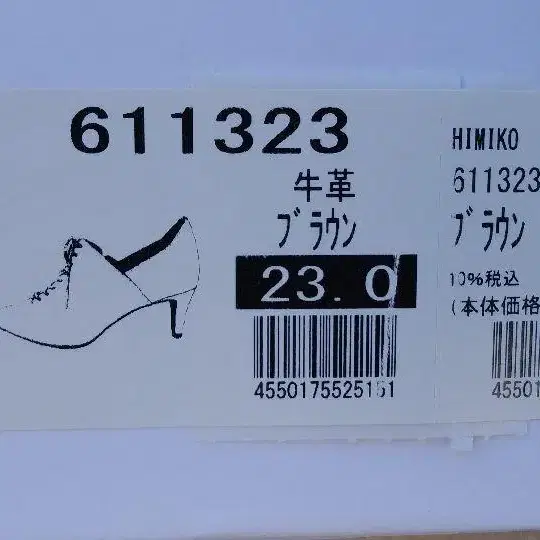 611323
牛革
ブラウン
23.0
4550175525151
HIMIKO
611323
ブラウン
10%税込
(本体価格
4550